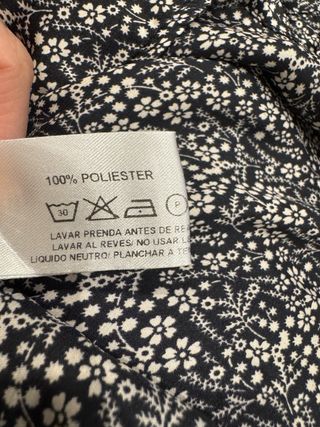 100% POLIESTER
30 P
LAVAR PRENDA ANTES DE
LAVAR AL REVES/ NO USAR
LIQUIDO NEUTRO/ PLANCHAR A